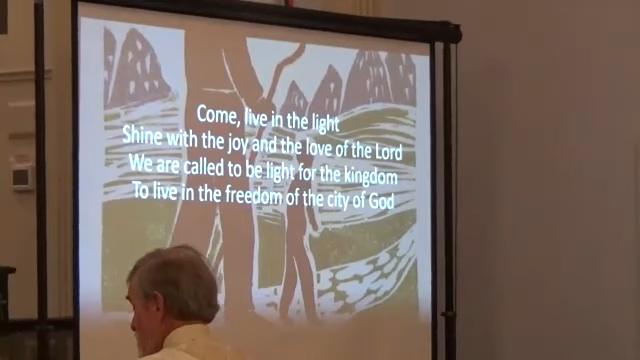 Come, live in the light
Shine with the joy and the love of the Lord
We are called to be light for the kingdom
To live in the freedom of the city of God